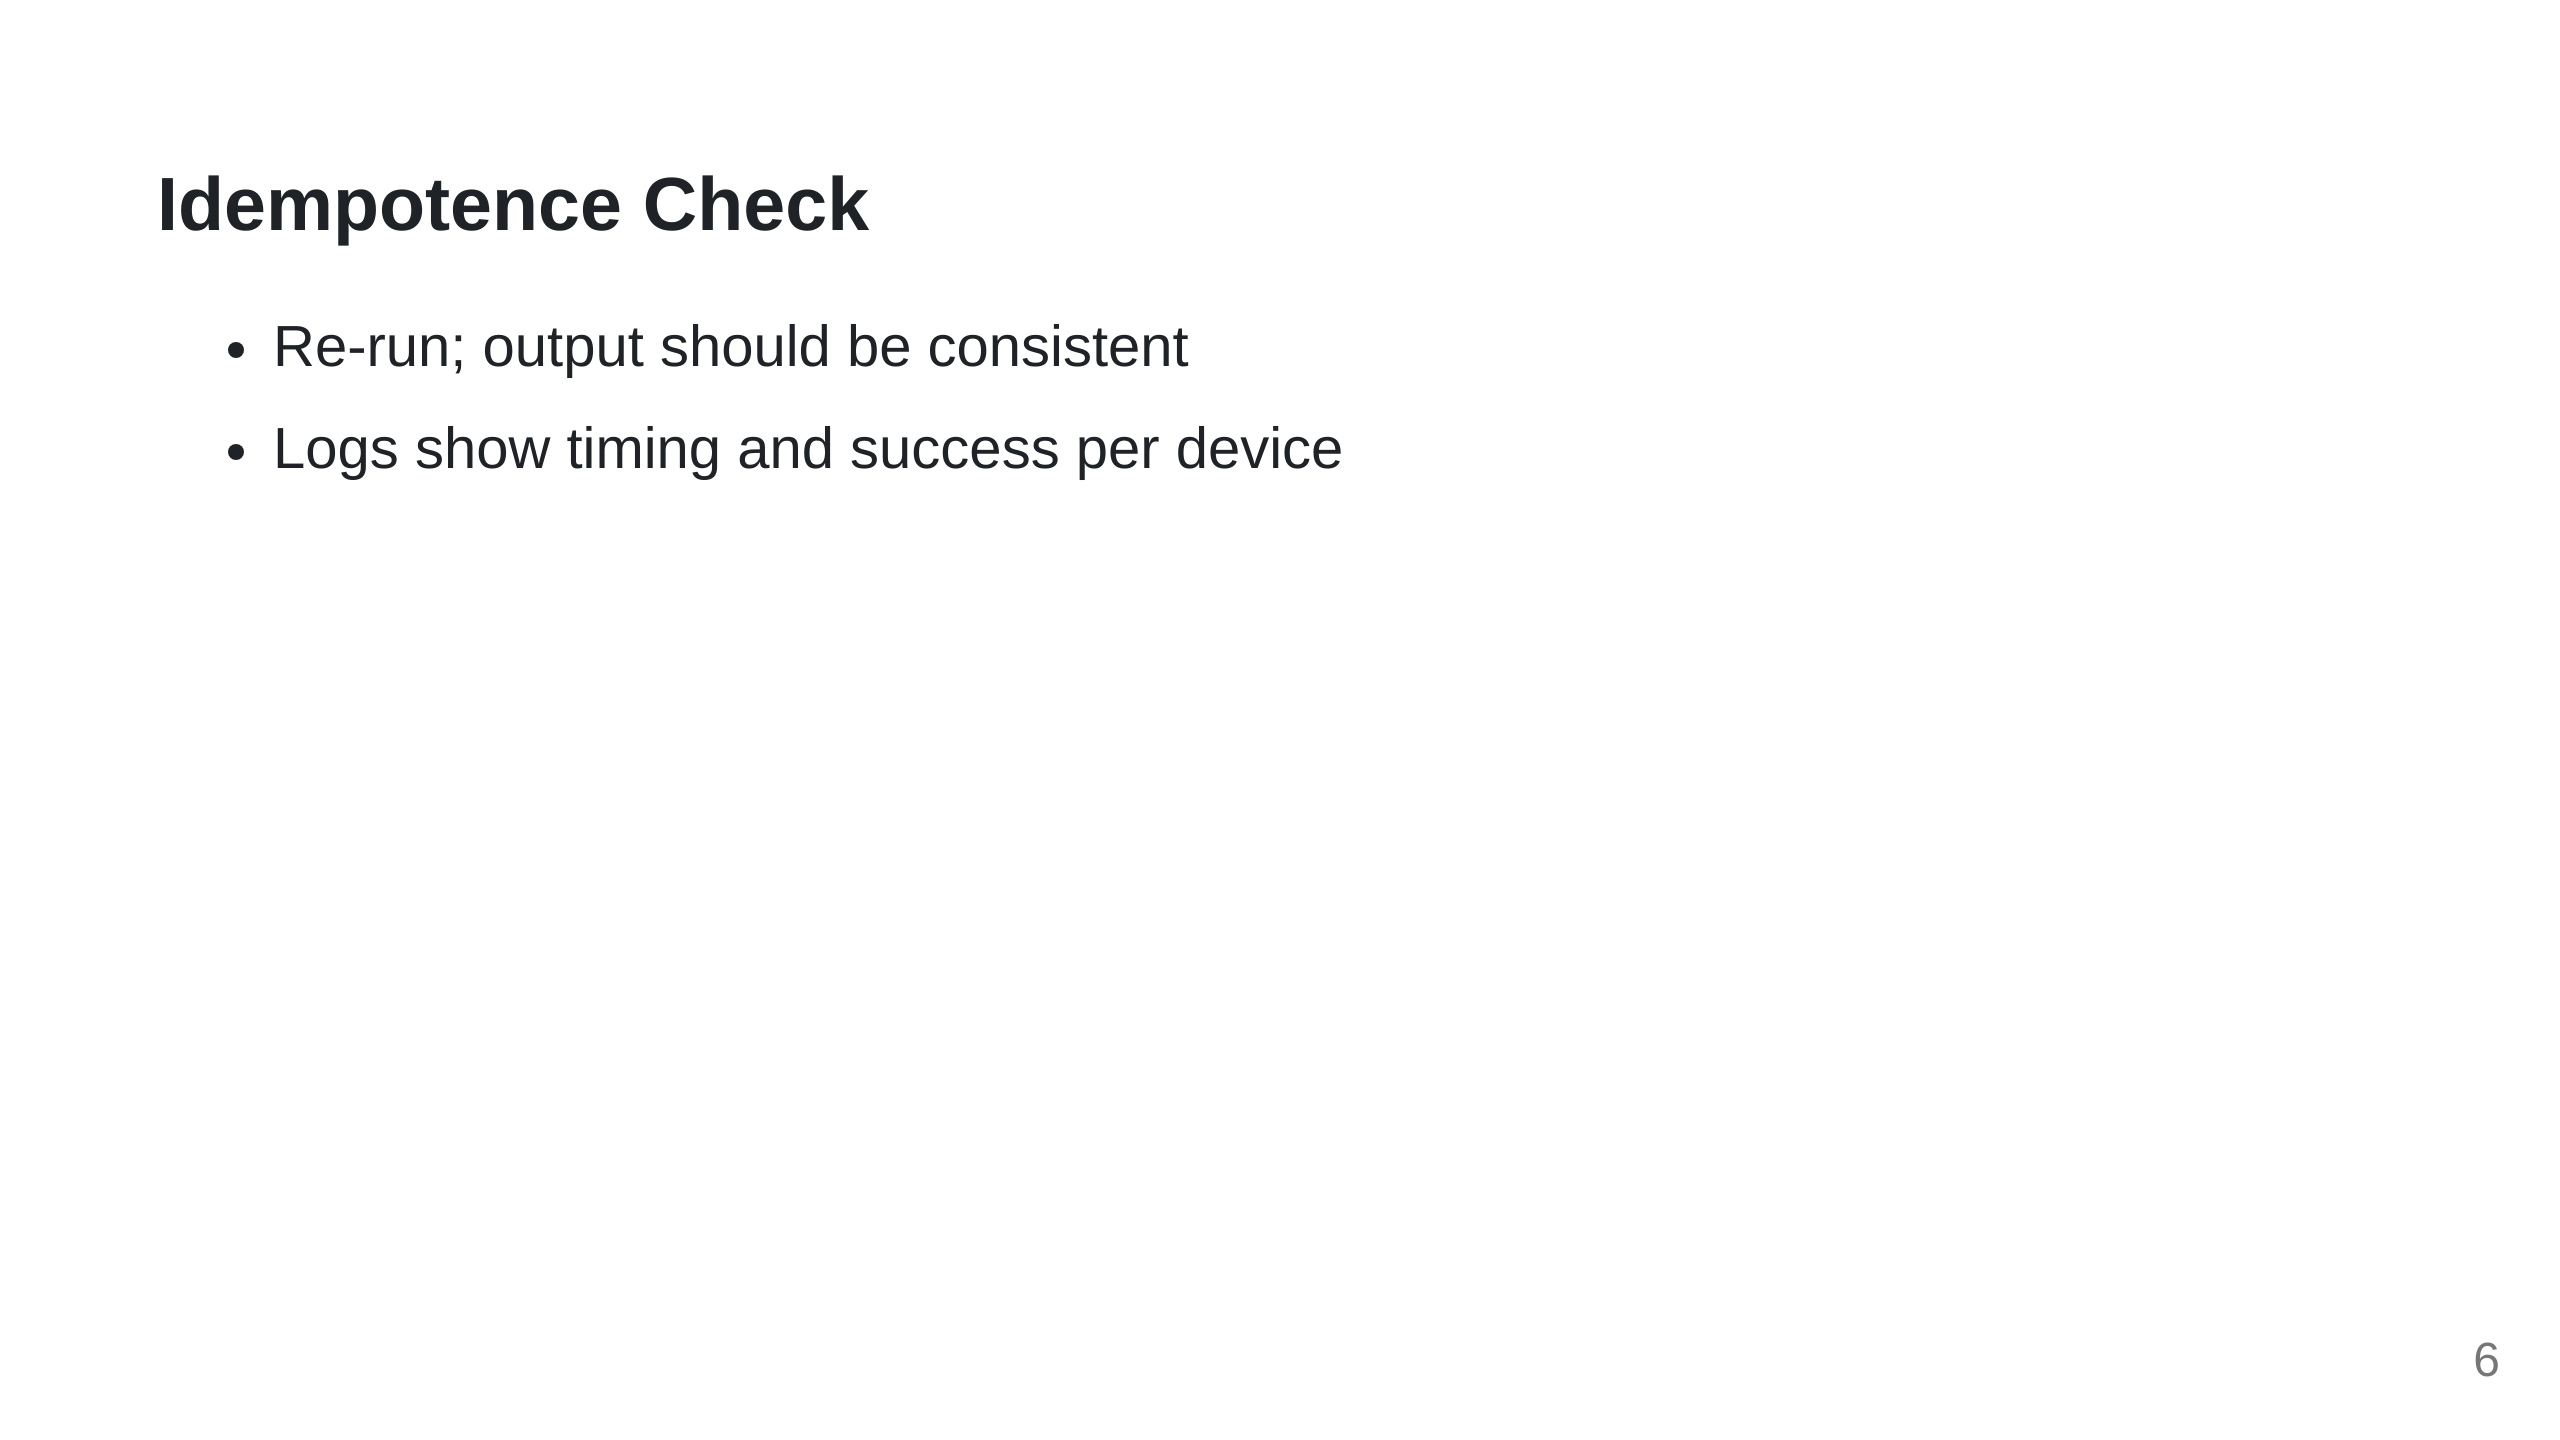 Idempotence Check
• Re-run; output should be consistent
• Logs show timing and success per device
6